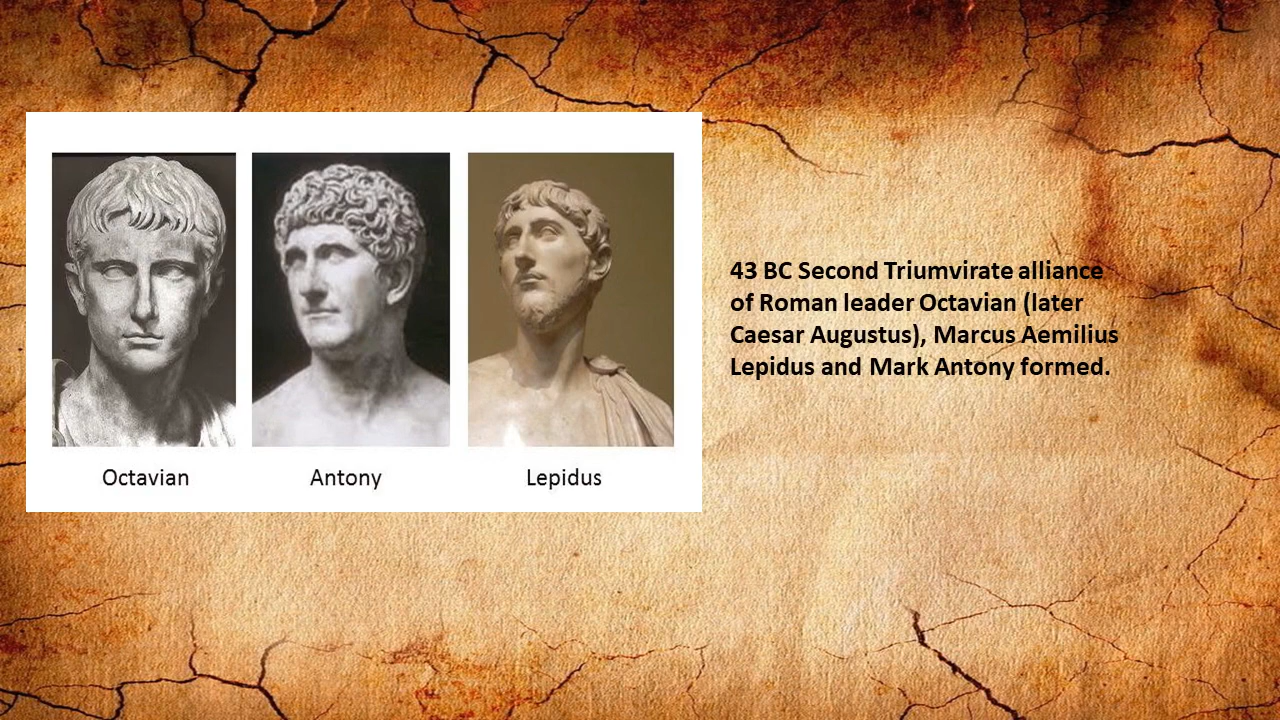 Octavian
Antony
Lepidus
43 BC Second Triumvirate alliance
of Roman leader Octavian (later
Caesar Augustus), Marcus Aemilius
Lepidus and Mark Antony formed.